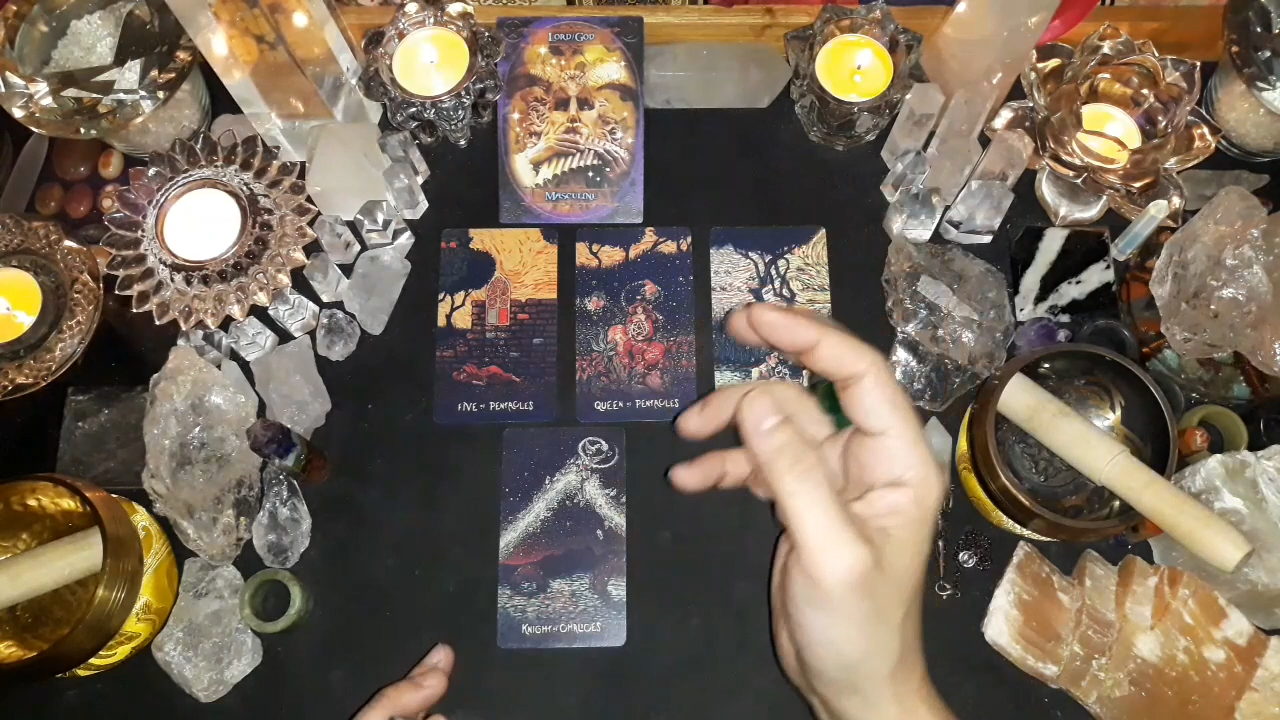 LORD/GOD
MASCULINE
FIVE OF PENTACLES
QUEEN OF PENTACLES
KNIGHT OF CHALICES